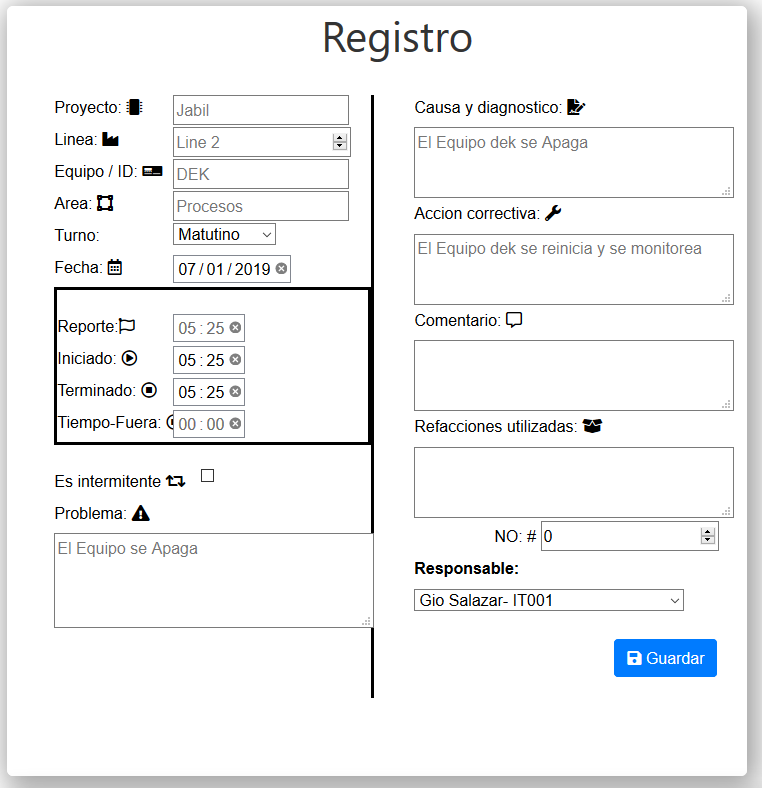 Registro
Proyecto: Jabil
Linea: Line 2
Equipo / ID: DEK
Area: Procesos
Turno: Matutino
Fecha: 07/01/2019
Reporte: 05:25
Iniciado: 05:25
Terminado: 05:25
Tiempo-Fuera: 00:00
Es intermitente
Problema:
El Equipo se Apaga
Causa y diagnostico:
El Equipo dek se Apaga
Accion correctiva:
El Equipo dek se reinicia y se monitorea
Comentario:
Refacciones utilizadas:
NO: # 0
Responsable:
Gio Salazar- IT001
Guardar